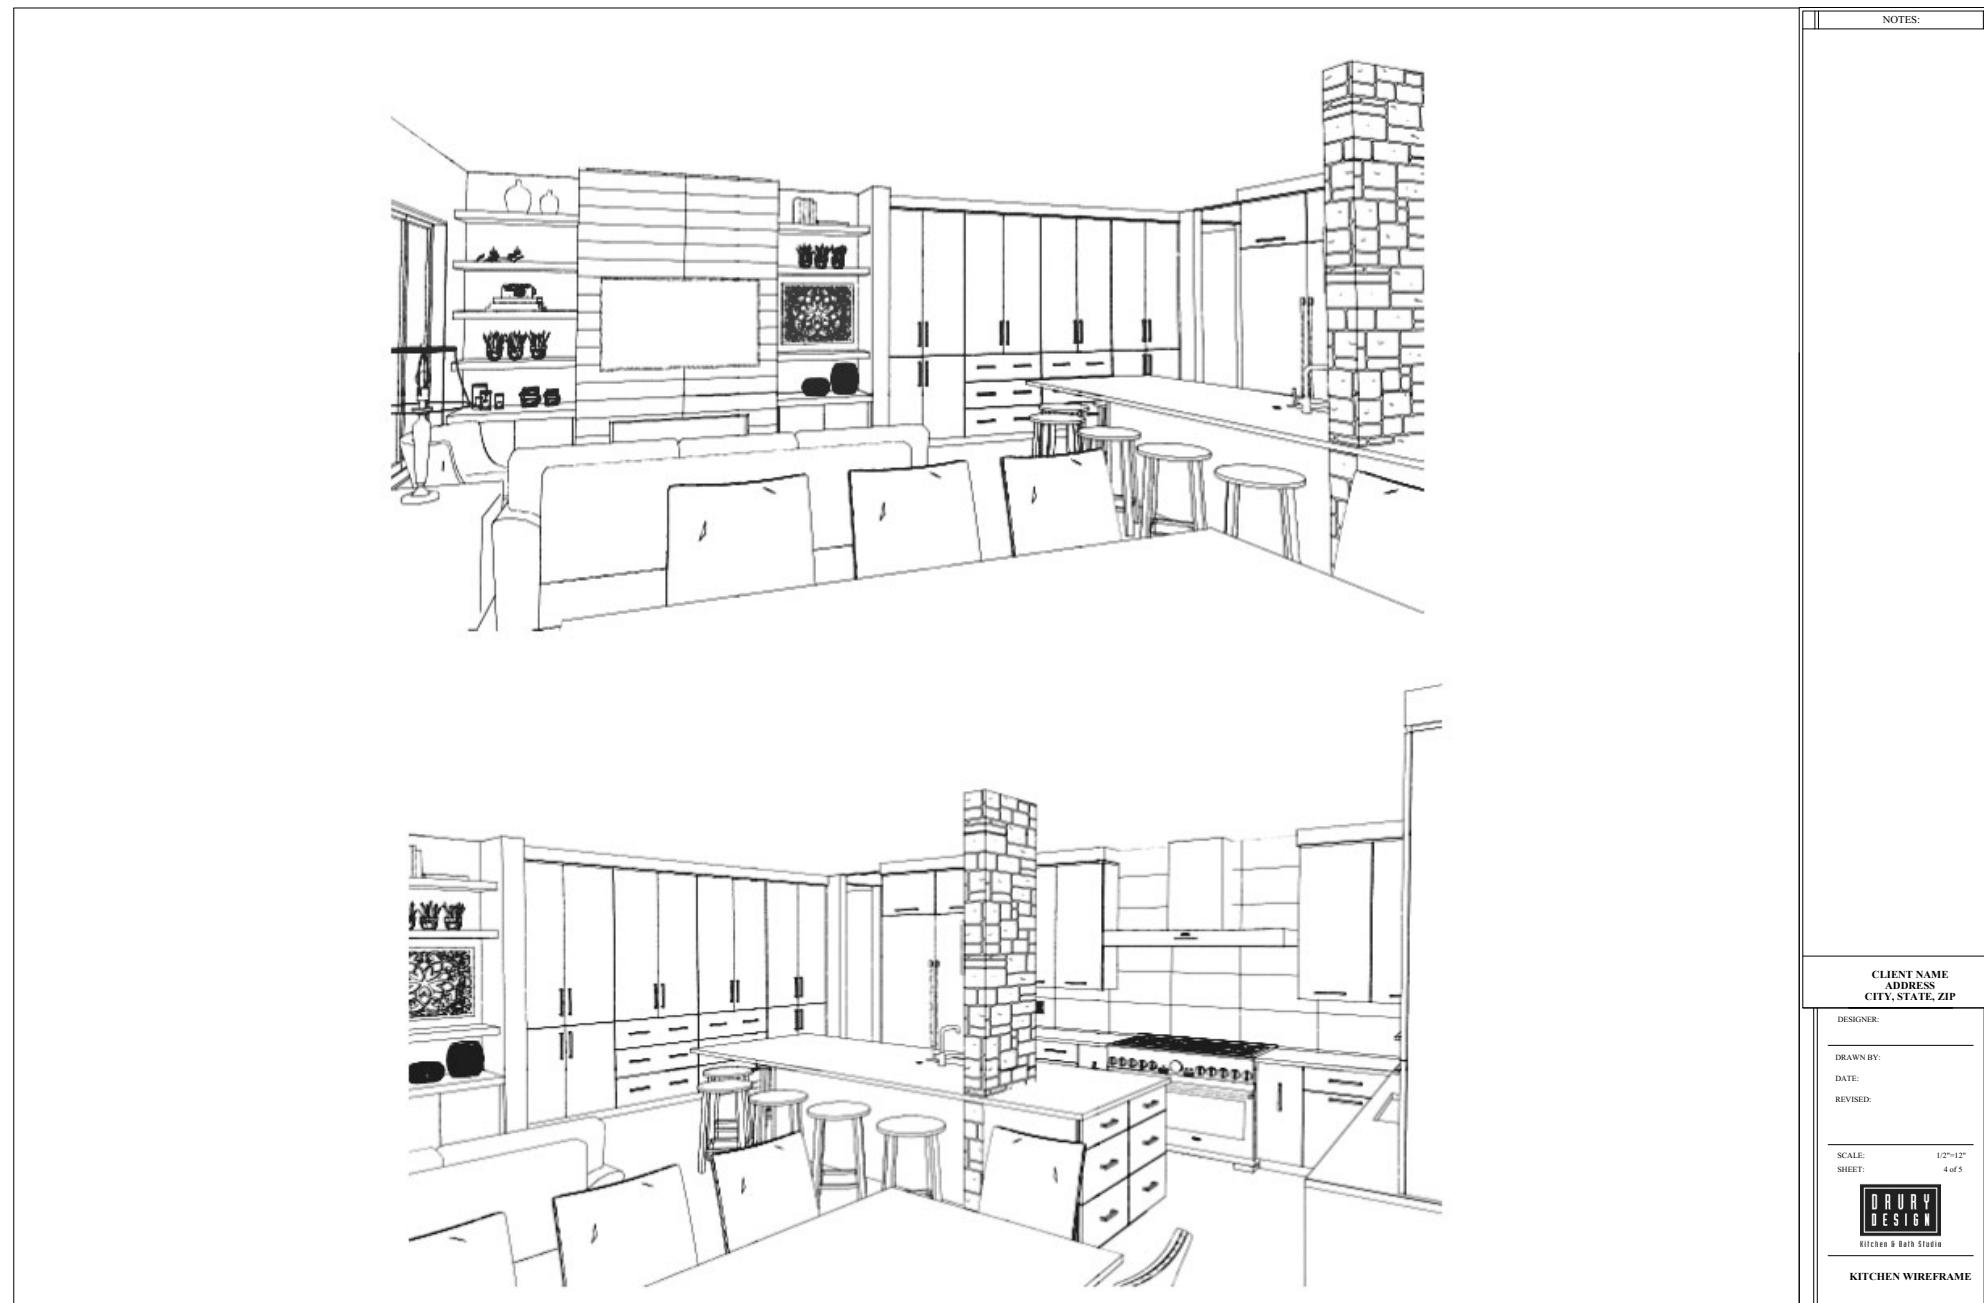 NOTES:
CLIENT NAME
ADDRESS
CITY, STATE, ZIP
DESIGNER:
DRAWN BY:
DATE:
REVISED:
SCALE: 1/2"=12"
SHEET: 4 of 5
DRURY
DESIGN
Kitchen & Bath Studio
KITCHEN WIREFRAME